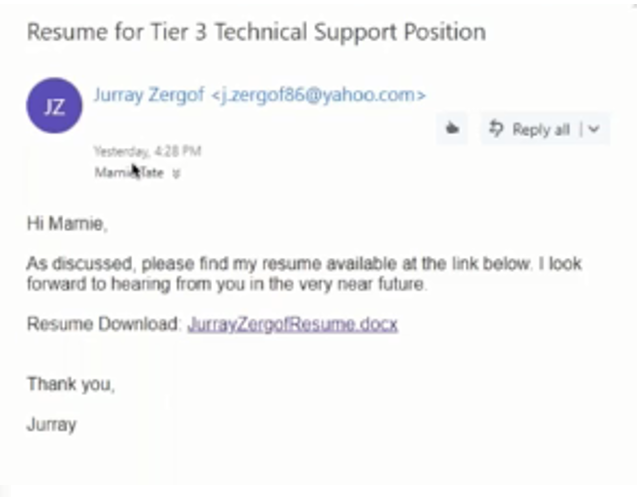 Resume for Tier 3 Technical Support Position
JZ
Jurray Zergof <j.zergof86@yahoo.com>
Reply all
Yesterday, 4:28 PM
Marnie Tate
Hi Marnie,
As discussed, please find my resume available at the link below. I look
forward to hearing from you in the very near future.
Resume Download: JurrayZergofResume.docx
Thank you,
Jurray